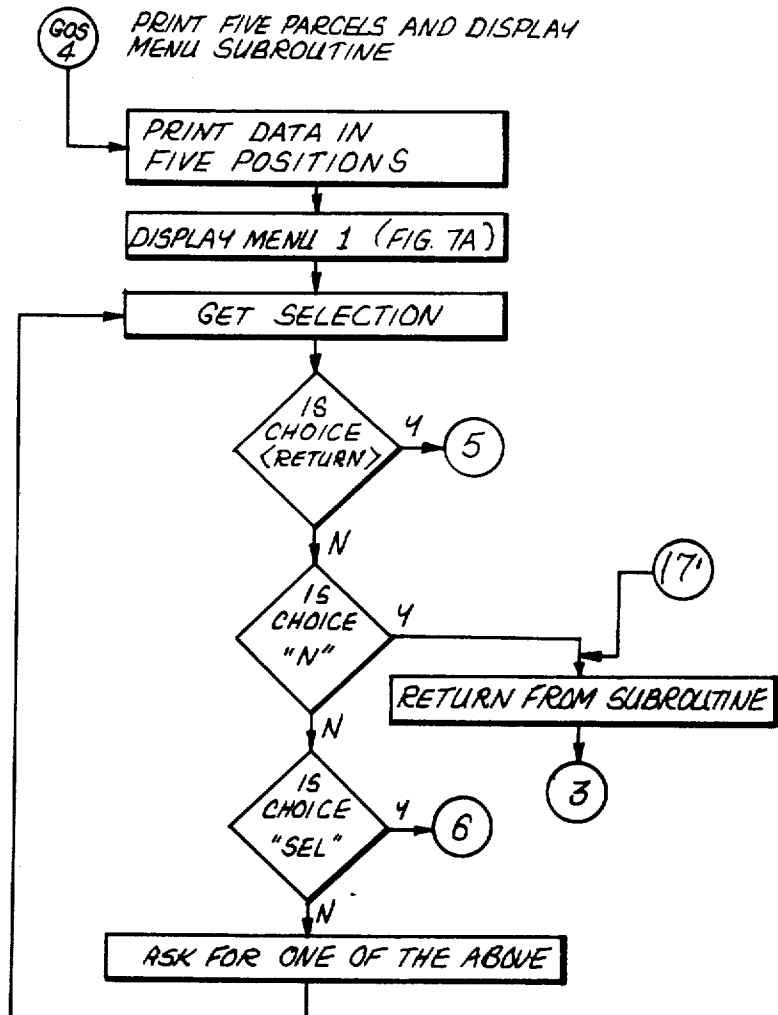 GOS
4
PRINT FIVE PARCELS AND DISPLAY
MENU SUBROUTINE
PRINT DATA IN
FIVE POSITIONS
DISPLAY MENU 1 (FIG. 7A)
GET SELECTION
IS
CHOICE
<RETURN>
Y
5
N
17'
IS
CHOICE
"N"
Y
RETURN FROM SUBROUTINE
N
3
IS
CHOICE
"SEL"
Y
6
N
ASK FOR ONE OF THE ABOVE